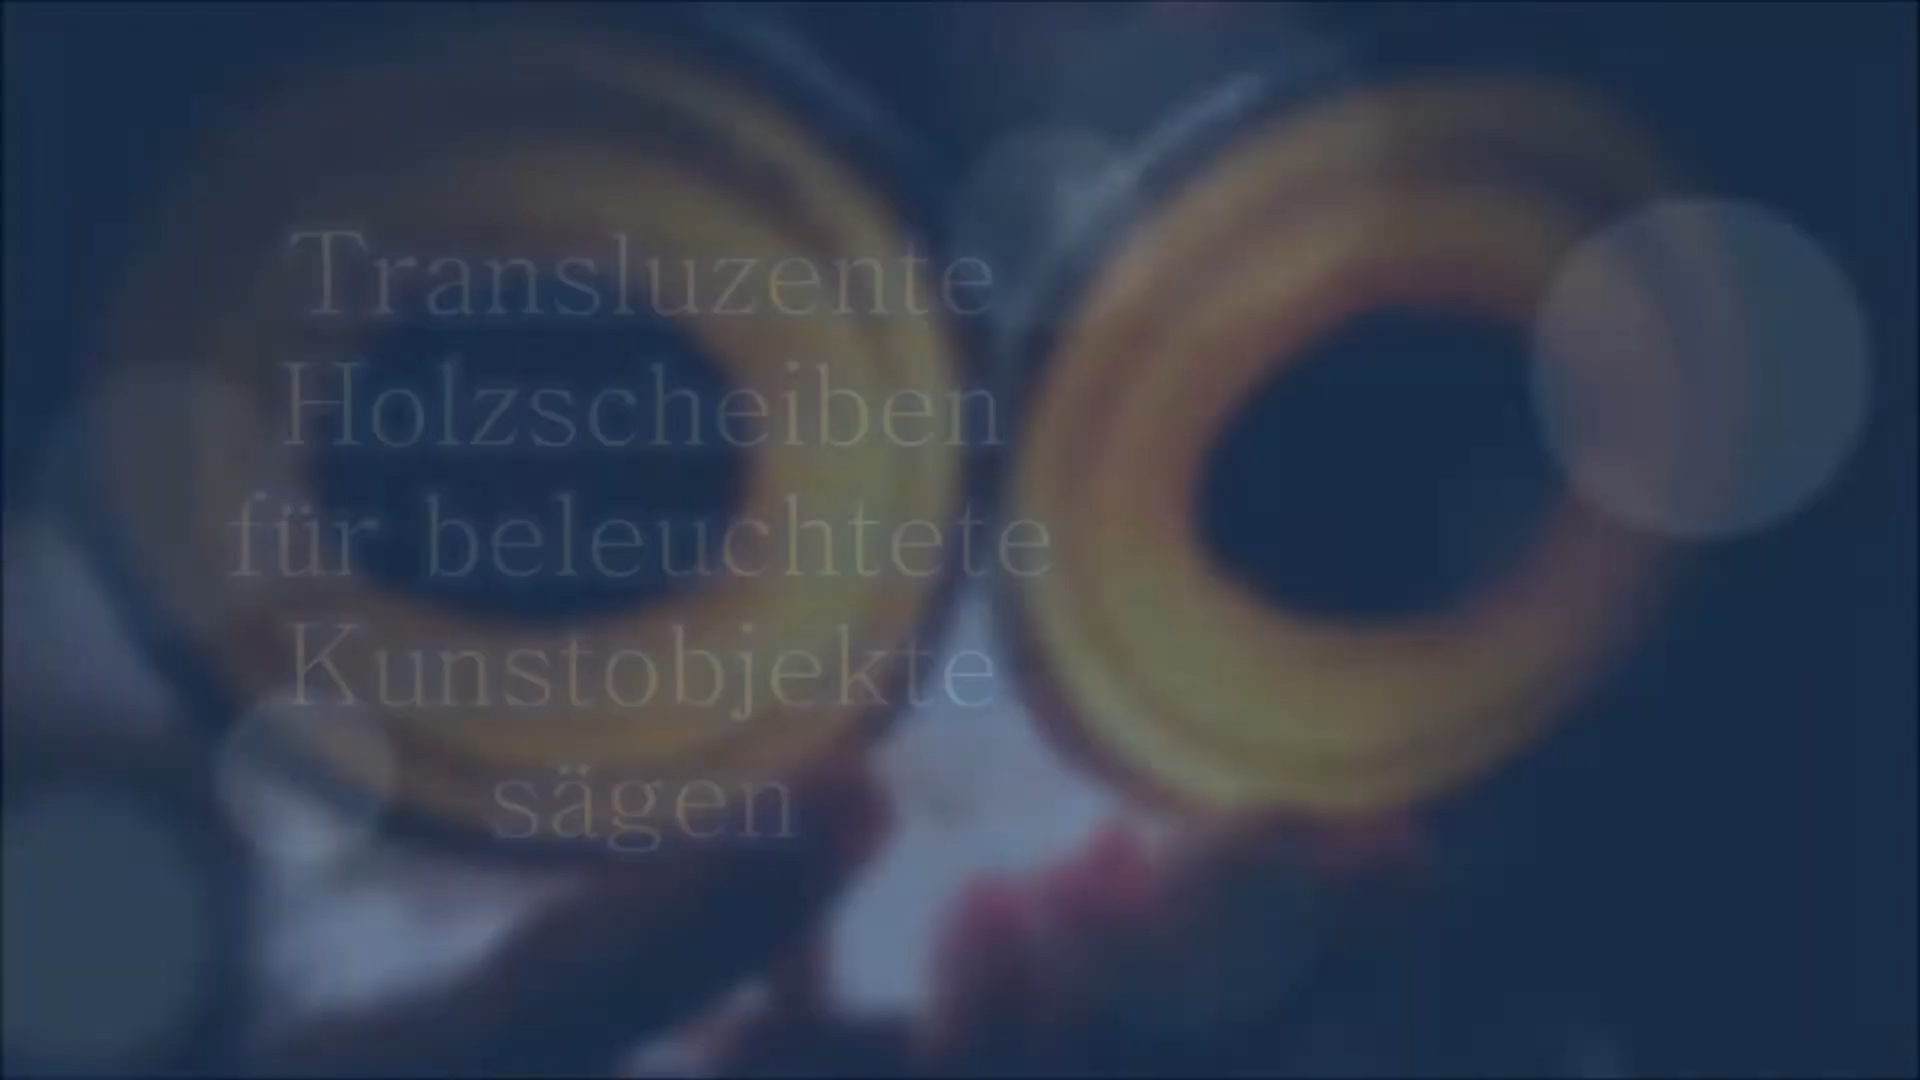 Transluzente
Holzscheiben
für beleuchtete
Kunstobjekte
sägen